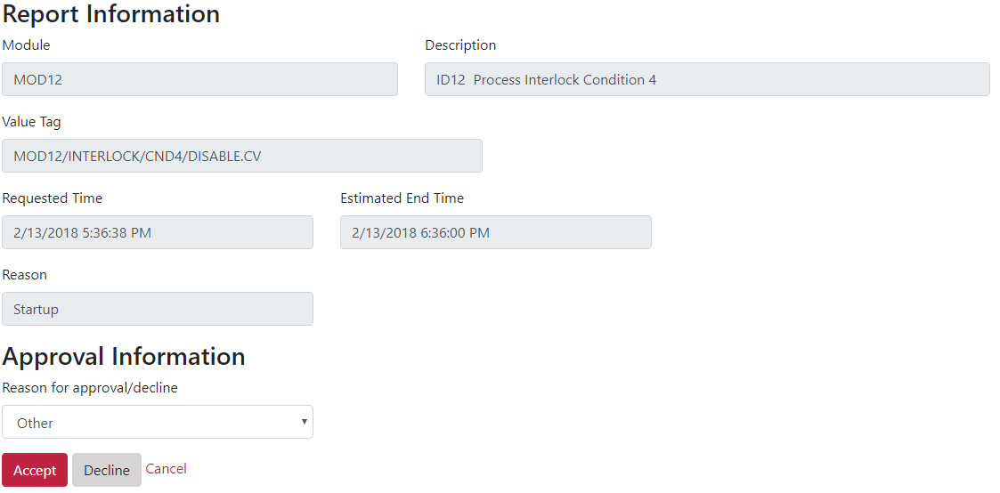 Report Information
Module Description
MOD12 ID12  Process Interlock Condition 4
Value Tag
MOD12/INTERLOCK/CND4/DISABLE.CV
Requested Time Estimated End Time
2/13/2018 5:36:38 PM 2/13/2018 6:36:00 PM
Reason
Startup
Approval Information
Reason for approval/decline
Other
Accept Decline Cancel